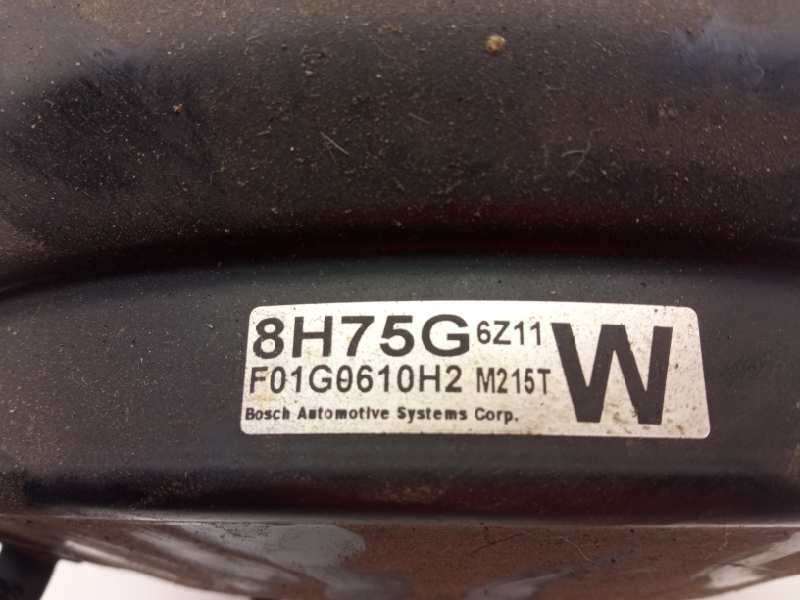 8H75G 6Z11 W
F01G0610H2 M215T
Bosch Automotive Systems Corp.